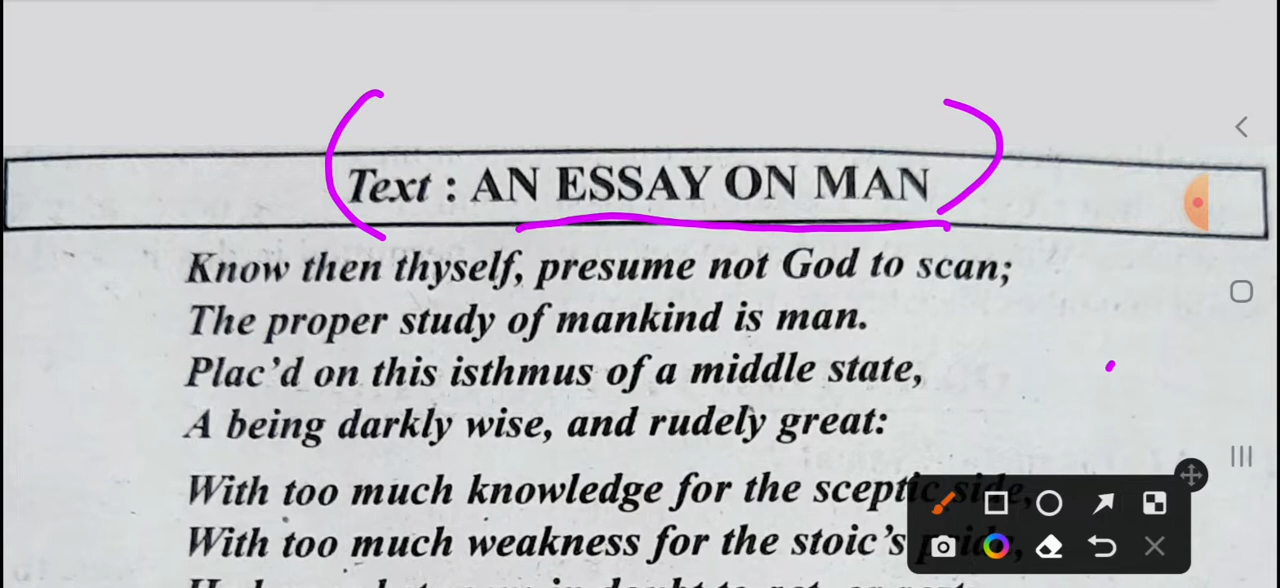 Text : AN ESSAY ON MAN
Know then thyself, presume not God to scan;
The proper study of mankind is man.
Plac'd on this isthmus of a middle state,
A being darkly wise, and rudely great:
With too much knowledge for the sceptic side,
With too much weakness for the stoic's pride,